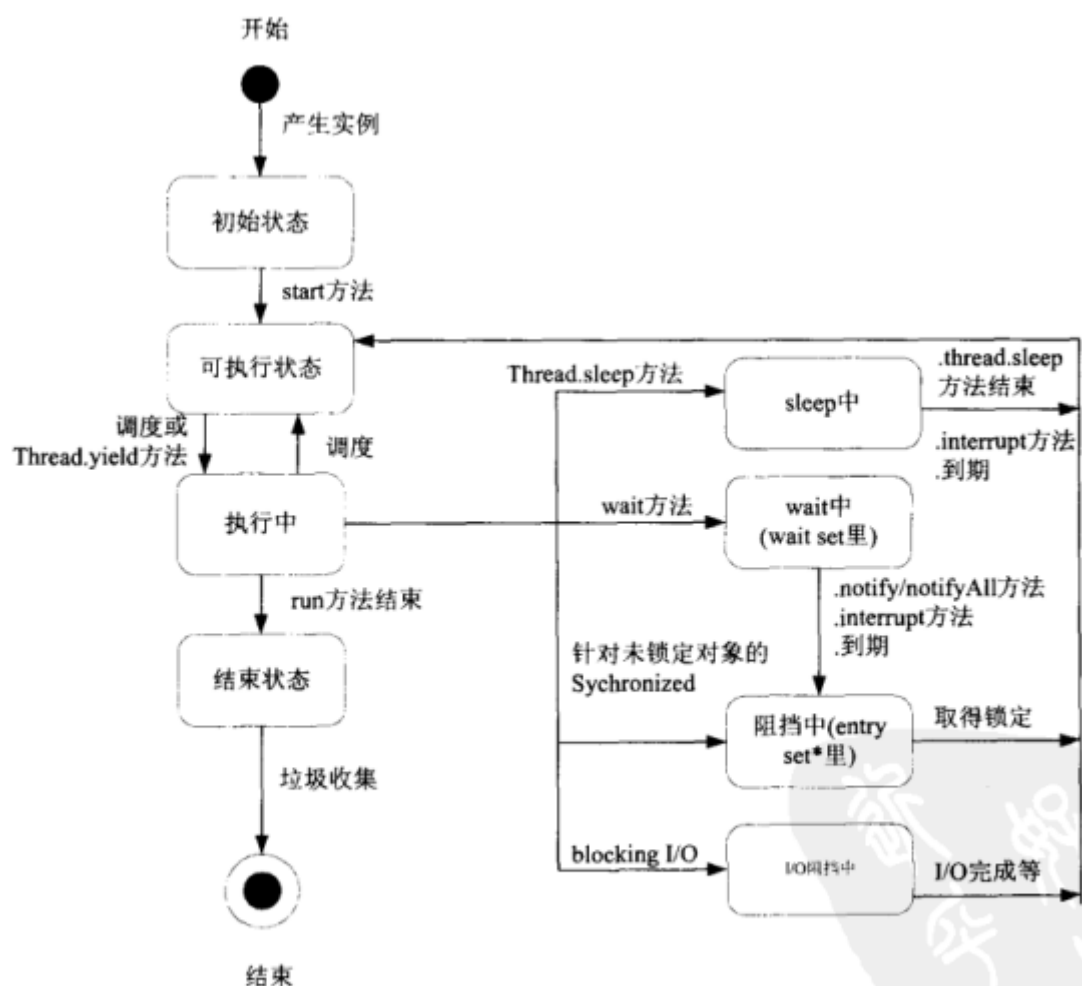 开始
产生实例
初始状态
start方法
可执行状态
调度或
Thread.yield方法
调度
执行中
run方法结束
结束状态
垃圾收集
结束
Thread.sleep方法
sleep中
.thread.sleep
方法结束
.interrupt方法
.到期
wait方法
wait中
(wait set里)
.notify/notifyAll方法
.interrupt方法
.到期
针对未锁定对象的
Sychronized
阻挡中(entry
set*里)
取得锁定
blocking I/O
I/O阻挡中
I/O完成等